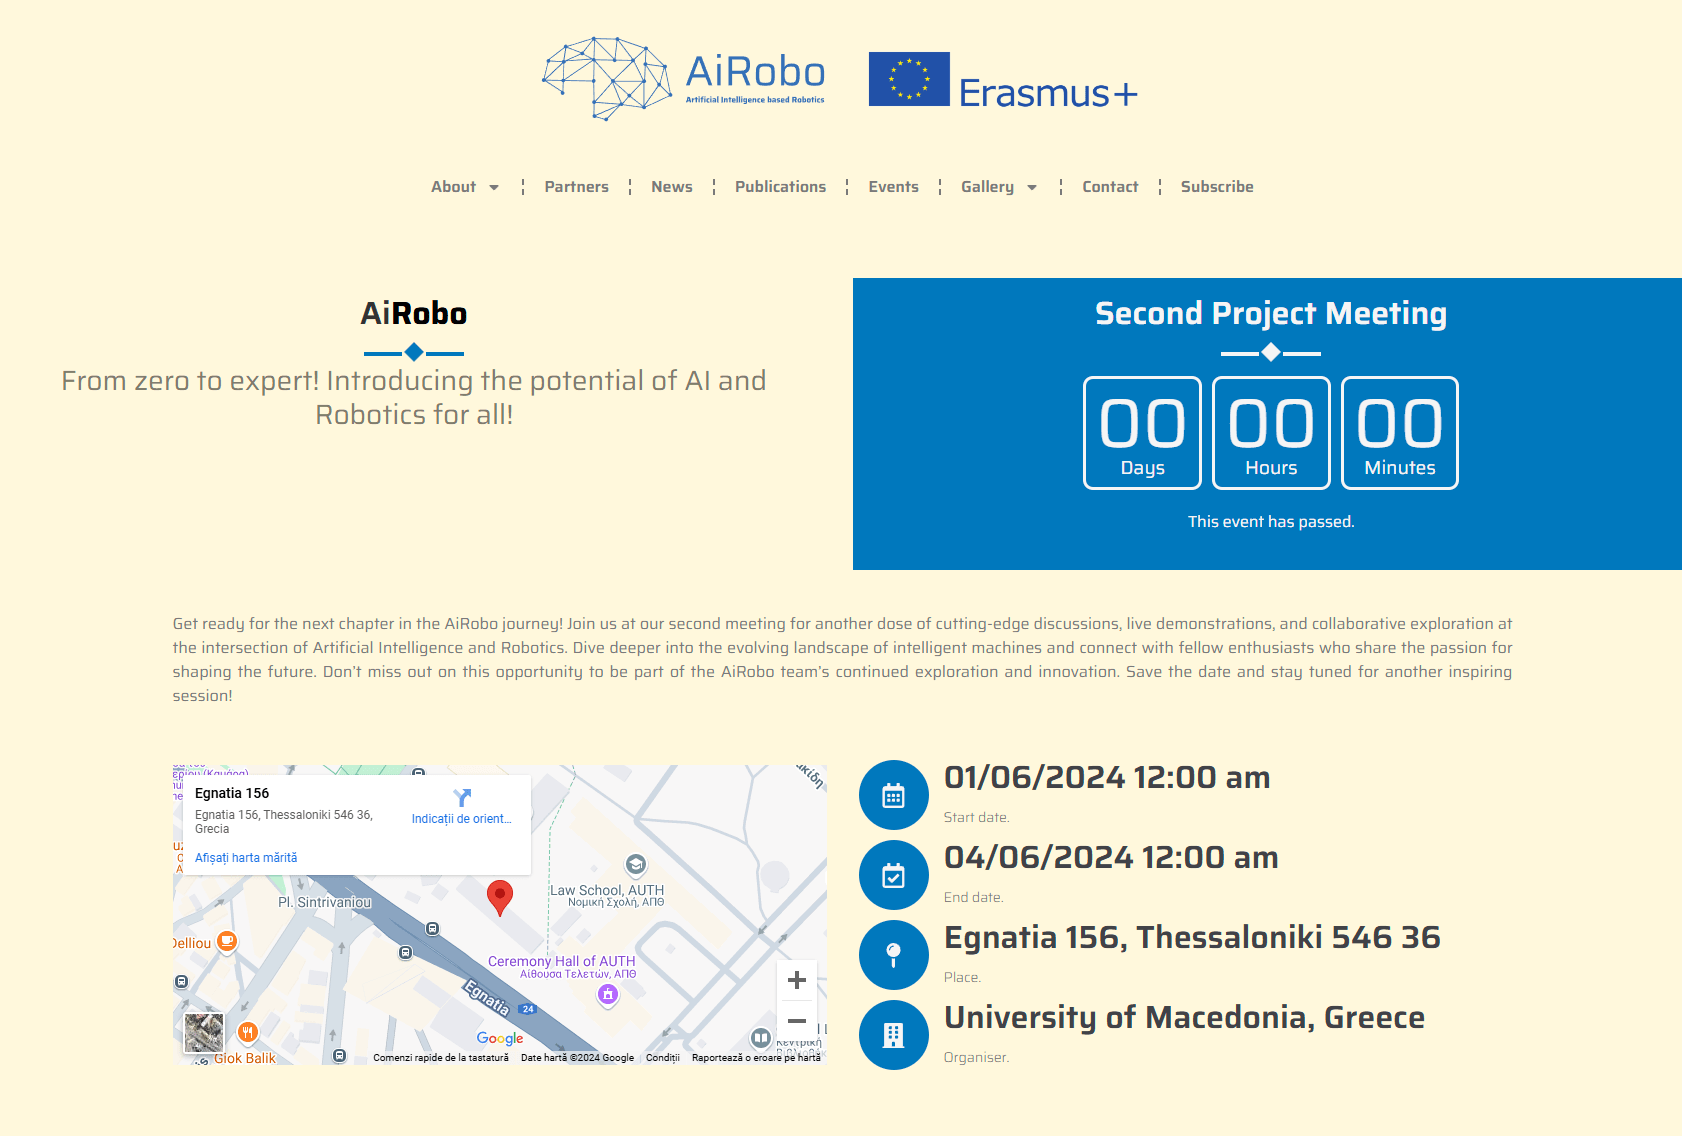 AiRobo
Artificial Intelligence based Robotics
Erasmus+
About
Partners
News
Publications
Events
Gallery
Contact
Subscribe
AiRobo
From zero to expert! Introducing the potential of AI and
Robotics for all!
Second Project Meeting
00 00 00
Days Hours Minutes
This event has passed.
Get ready for the next chapter in the AiRobo journey! Join us at our second meeting for another dose of cutting-edge discussions, live demonstrations, and collaborative exploration at
the intersection of Artificial Intelligence and Robotics. Dive deeper into the evolving landscape of intelligent machines and connect with fellow enthusiasts who share the passion for
shaping the future. Don’t miss out on this opportunity to be part of the AiRobo team’s continued exploration and innovation. Save the date and stay tuned for another inspiring
session!
Egnatia 156
Egnatia 156, Thessaloniki 546 36,
Grecia
Indicații de orient...
Afișați harta mărită
Pl. Sintrivaniou
Law School, AUTH
Νομική Σχολή, ΑΠΘ
Delliou
Ceremony Hall of AUTH
Αίθουσα Τελετών, ΑΠΘ
Egnatia
24
Giok Balik
Google
Comenzi rapide de la tastatură
Date hartă ©2024 Google
Condiții
Raportează o eroare pe hartă
01/06/2024 12:00 am
Start date.
04/06/2024 12:00 am
End date.
Egnatia 156, Thessaloniki 546 36
Place.
University of Macedonia, Greece
Organiser.